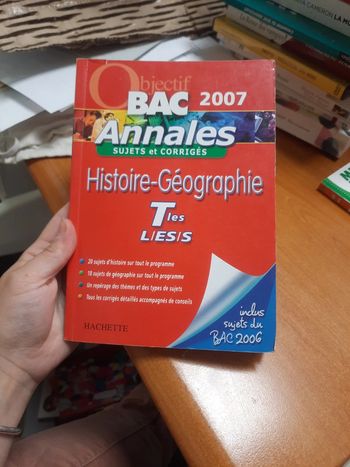 Objectif
BAC 2007
Annales
SUJETS et CORRIGÉS
Histoire-Géographie
Tles
L/ES/S
20 sujets d'histoire sur tout le programme
18 sujets de géographie sur tout le programme
Un repérage des thèmes et des types de sujets
Tous les corrigés détaillés accompagnés de conseils
inclus
sujets du
BAC 2006
HACHETTE